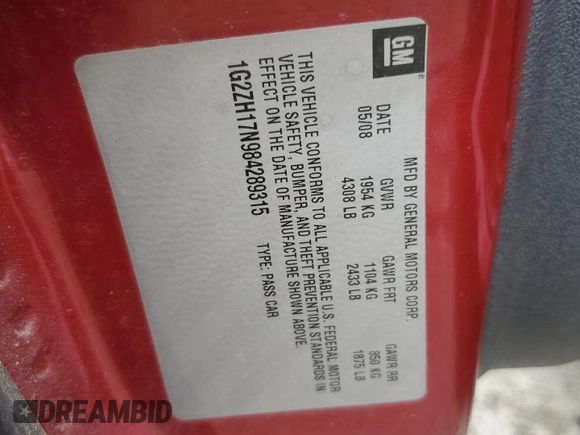 GM
MFD BY GENERAL MOTORS CORP.
DATE GVWR GAWR FRT GAWR RR
05/08 1954 KG 1104 KG 850 KG
4308 LB 2433 LB 1875 LB
THIS VEHICLE CONFORMS TO ALL APPLICABLE U.S. FEDERAL MOTOR
VEHICLE SAFETY, BUMPER, AND THEFT PREVENTION STANDARDS IN
EFFECT ON THE DATE OF MANUFACTURE SHOWN ABOVE.
1G2ZH17N984289315 TYPE: PASS CAR
DREAMBID